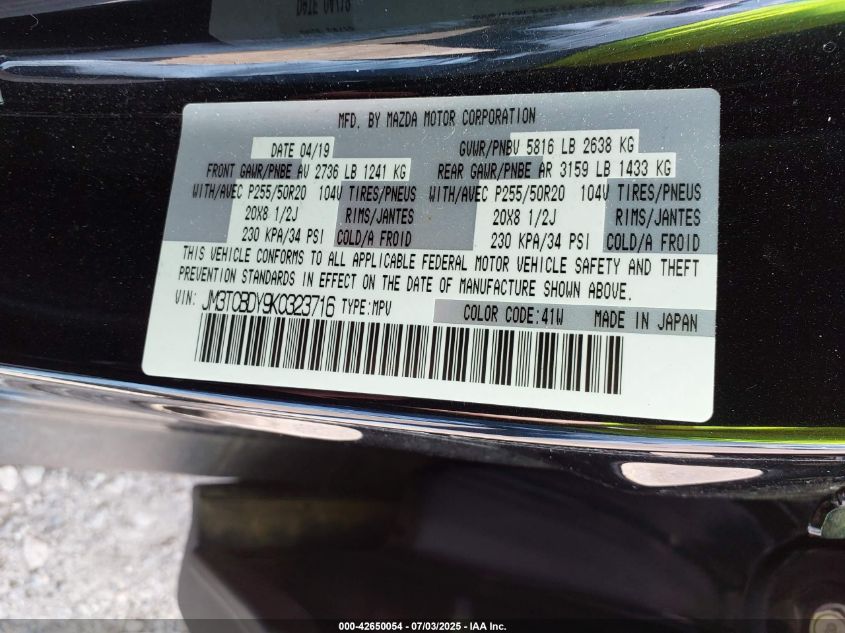 MFD. BY MAZDA MOTOR CORPORATION
DATE 04/19 GVWR/PNBV 5816 LB 2638 KG
FRONT GAWR/PNBE AV 2736 LB 1241 KG REAR GAWR/PNBE AR 3159 LB 1433 KG
WITH/AVEC P255/50R20 104V TIRES/PNEUS WITH/AVEC P255/50R20 104V TIRES/PNEUS
20X8 1/2J RIMS/JANTES 20X8 1/2J RIMS/JANTES
230 KPA/34 PSI COLD/A FROID 230 KPA/34 PSI COLD/A FROID
THIS VEHICLE CONFORMS TO ALL APPLICABLE FEDERAL MOTOR VEHICLE SAFETY AND THEFT
PREVENTION STANDARDS IN EFFECT ON THE DATE OF MANUFACTURE SHOWN ABOVE.
VIN: JM3TCBDY9K0323716 TYPE:MPV COLOR CODE:41W MADE IN JAPAN
000-42650054 - 07/03/2025 - IAA Inc.